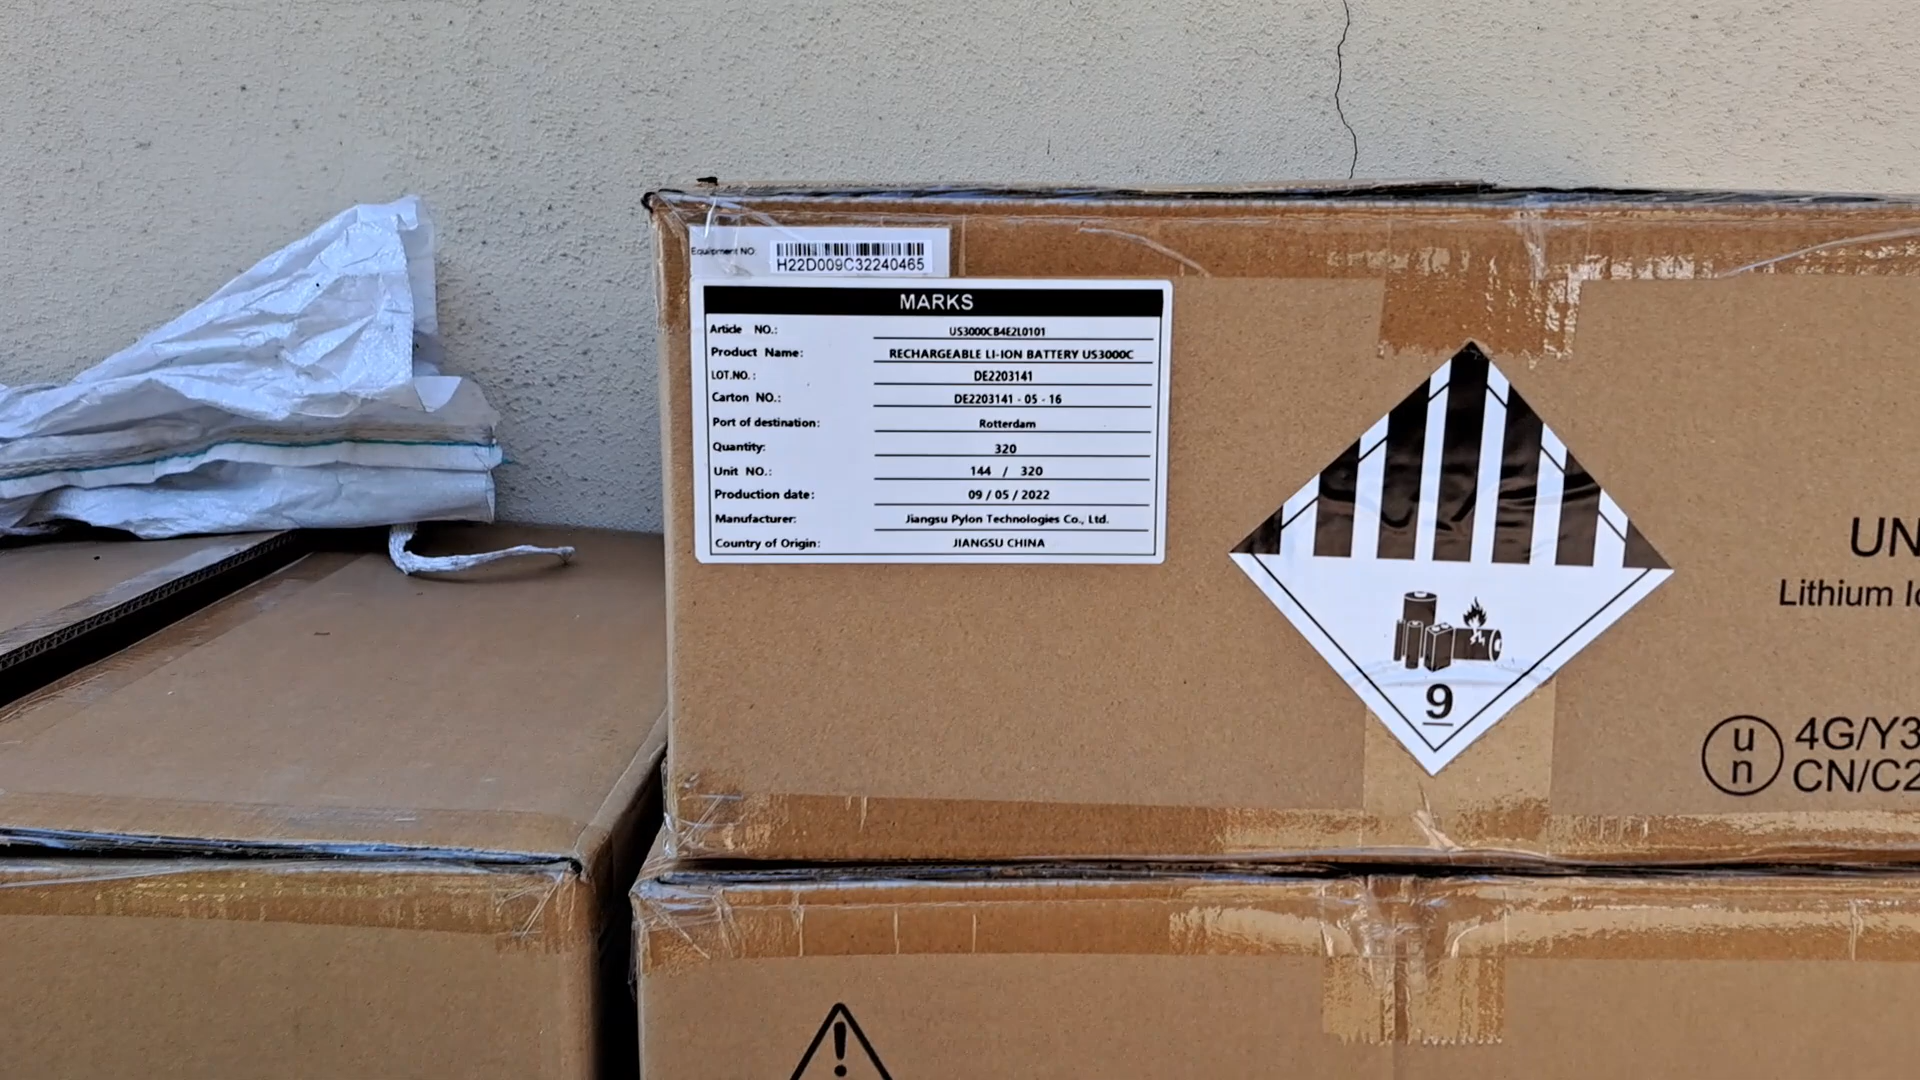 Equipment NO:
H22D009C32240465
MARKS
Article NO.: US3000CB4E2L0101
Product Name: RECHARGEABLE LI-ION BATTERY US3000C
LOT.NO.: DE2203141
Carton NO.: DE2203141 - 05 - 16
Port of destination: Rotterdam
Quantity: 320
Unit NO.: 144 / 320
Production date: 09 / 05 / 2022
Manufacturer: Jiangsu Pylon Technologies Co., Ltd.
Country of Origin: JIANGSU CHINA
9
UN
Lithium
un
4G/Y3
CN/C2